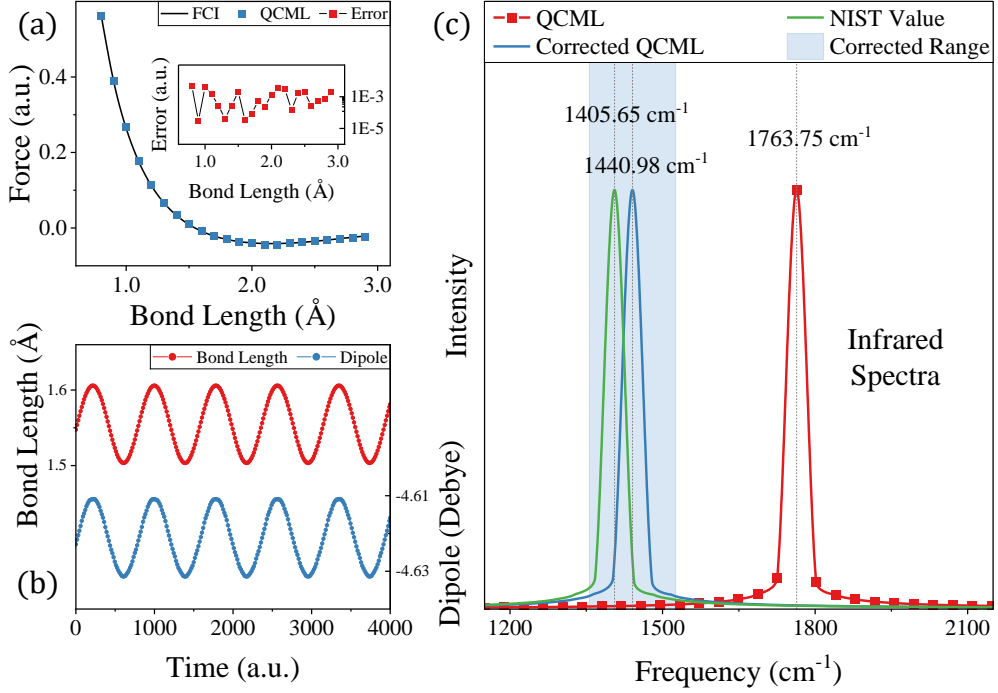 (a)
FCI QCML Error
Force (a.u.)
0.4
0.2
0.0
1.0 2.0 3.0
Bond Length (Å)
Error (a.u.)
1E-3
1E-5
1.0 2.0 3.0
Bond Length (Å)
(b)
Bond Length Dipole
Bond Length (Å)
1.6
1.5
-4.61
-4.63
Dipole (Debye)
0 1000 2000 3000 4000
Time (a.u.)
(c)
QCML NIST Value
Corrected QCML Corrected Range
1405.65 cm⁻¹
1440.98 cm⁻¹
1763.75 cm⁻¹
Intensity
Infrared
Spectra
1200 1500 1800 2100
Frequency (cm⁻¹)